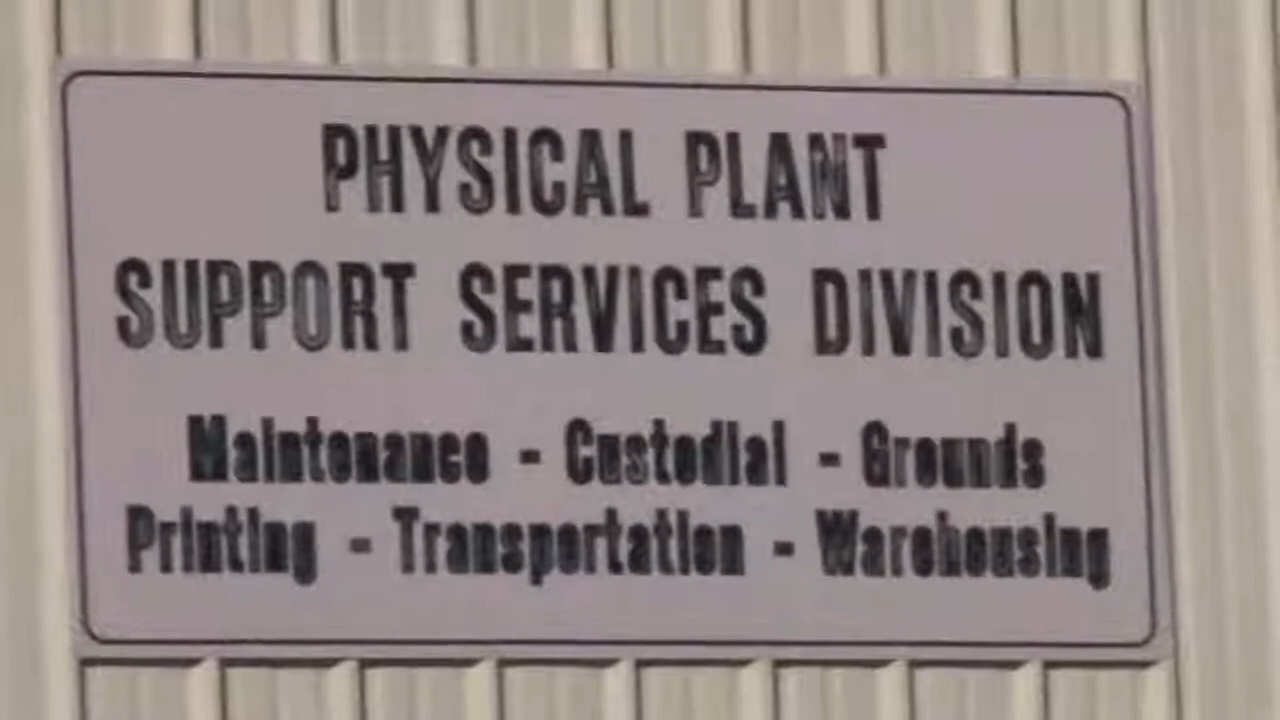 PHYSICAL PLANT
SUPPORT SERVICES DIVISION
Maintenance - Custodial - Grounds
Printing - Transportation - Warehousing